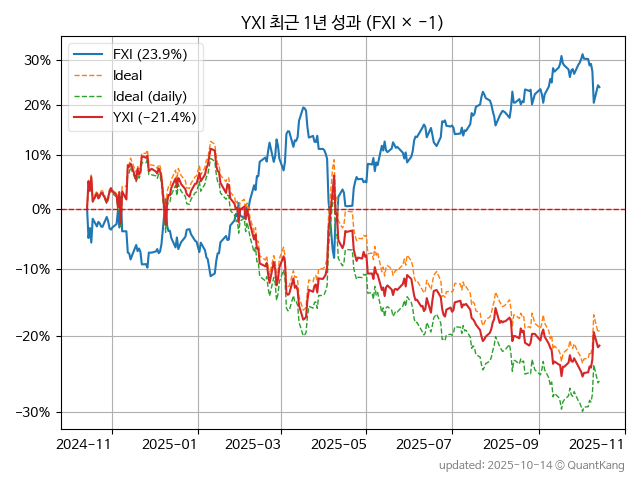 YXI 최근 1년 성과 (FXI × −1)
FXI (23.9%)
Ideal
Ideal (daily)
YXI (−21.4%)
30%
20%
10%
0%
−10%
−20%
−30%
2024-11
2025-01
2025-03
2025-05
2025-07
2025-09
2025-11
updated: 2025-10-14 © QuantKang